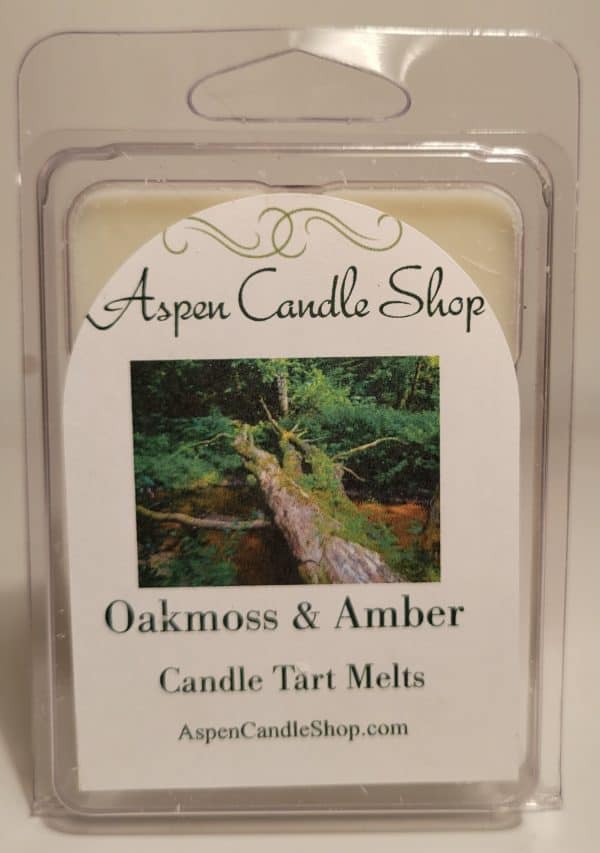 Aspen Candle Shop
Oakmoss & Amber
Candle Tart Melts
AspenCandleShop.com